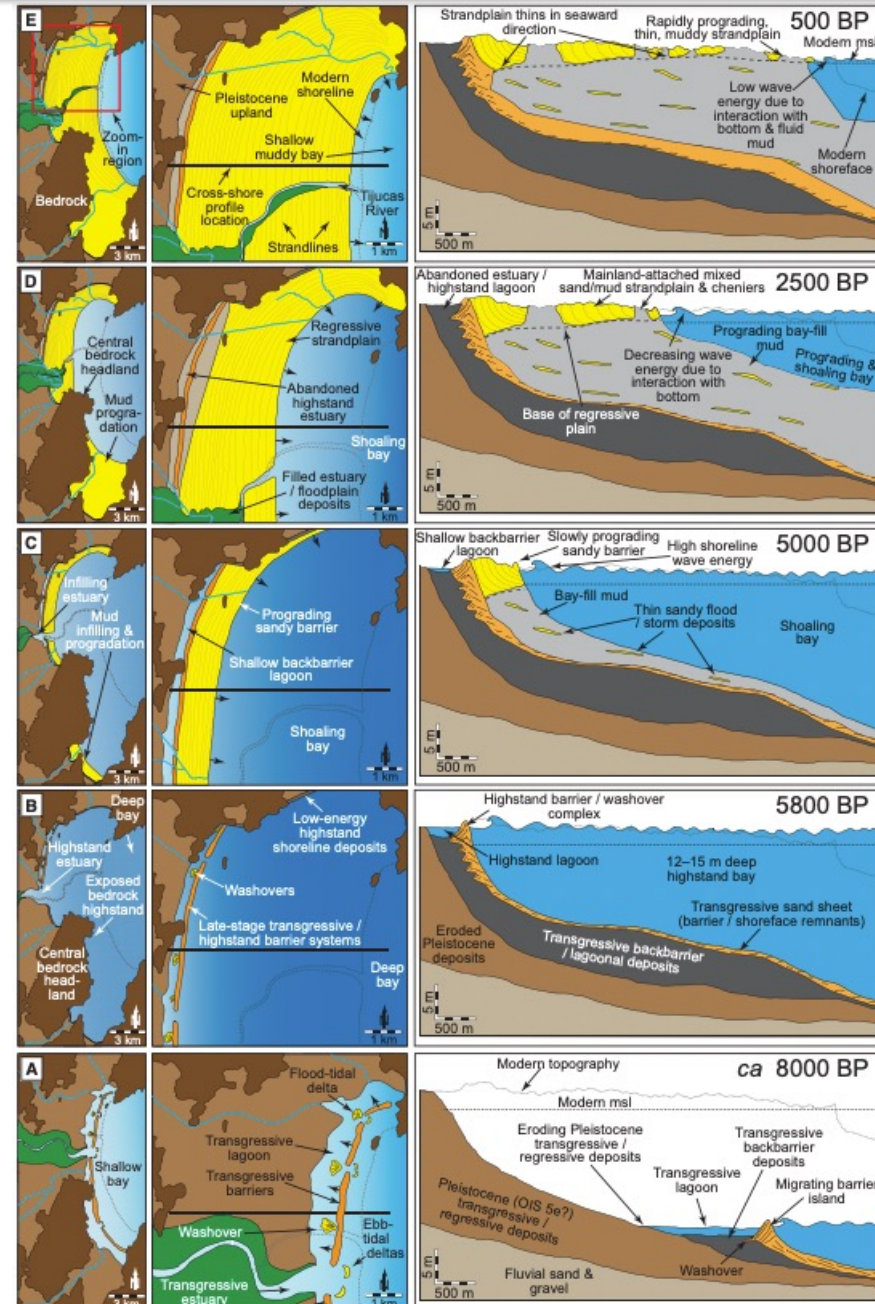 E
Zoom-
in
region
Bedrock
3 km
N
Pleistocene
upland
Modern
shoreline
Shallow
muddy bay
Cross-shore
profile
location
Tijucas
River
Strandlines
N
1 km
Strandplain thins in seaward
direction
Rapidly prograding,
thin, muddy strandplain
500 BP
Modern msl
Low wave
energy due to
interaction with
bottom & fluid
mud
Modern
shoreface
5 m
500 m
D
Central
bedrock
headland
Mud
progra-
dation
N
3 km
Regressive
strandplain
Abandoned
highstand
estuary
Shoaling
bay
Filled estuary
/ floodplain
deposits
N
1 km
Abandoned estuary /
highstand lagoon
Mainland-attached mixed
sand/mud strandplain & cheniers
2500 BP
Prograding bay-fill
mud
Prograding &
shoaling bay
Decreasing wave
energy due to
interaction with
bottom
Base of regressive
plain
5 m
500 m
C
Infilling
estuary
Mud
infilling &
progradation
N
3 km
Prograding
sandy barrier
Shallow backbarrier
lagoon
Shoaling
bay
N
1 km
Shallow backbarrier
lagoon
Slowly prograding
sandy barrier
High shoreline
wave energy
5000 BP
Bay-fill mud
Thin sandy flood
/ storm deposits
Shoaling
bay
5 m
500 m
B
Deep
bay
Highstand
estuary
Exposed
bedrock
highstand
Central
bedrock
head-
land
N
3 km
Low-energy
highstand
shoreline deposits
Washovers
Late-stage transgressive /
highstand barrier systems
Deep
bay
N
1 km
Highstand barrier / washover
complex
5800 BP
Highstand lagoon
12–15 m deep
highstand bay
Transgressive sand sheet
(barrier / shoreface remnants)
Eroded
Pleistocene
deposits
Transgressive backbarrier
/ lagoonal deposits
5 m
500 m
A
Shallow
bay
N
3 km
Flood-tidal
delta
Transgressive
lagoon
Transgressive
barriers
Washover
Ebb-
tidal
deltas
Transgressive
estuary
N
1 km
Modern topography
ca 8000 BP
Modern msl
Eroding Pleistocene
transgressive /
regressive deposits
Transgressive
backbarrier
deposits
Transgressive
lagoon
Migrating barrier
island
Pleistocene (OIS 5e?)
transgressive /
regressive deposits
Washover
Fluvial sand &
gravel
5 m
500 m